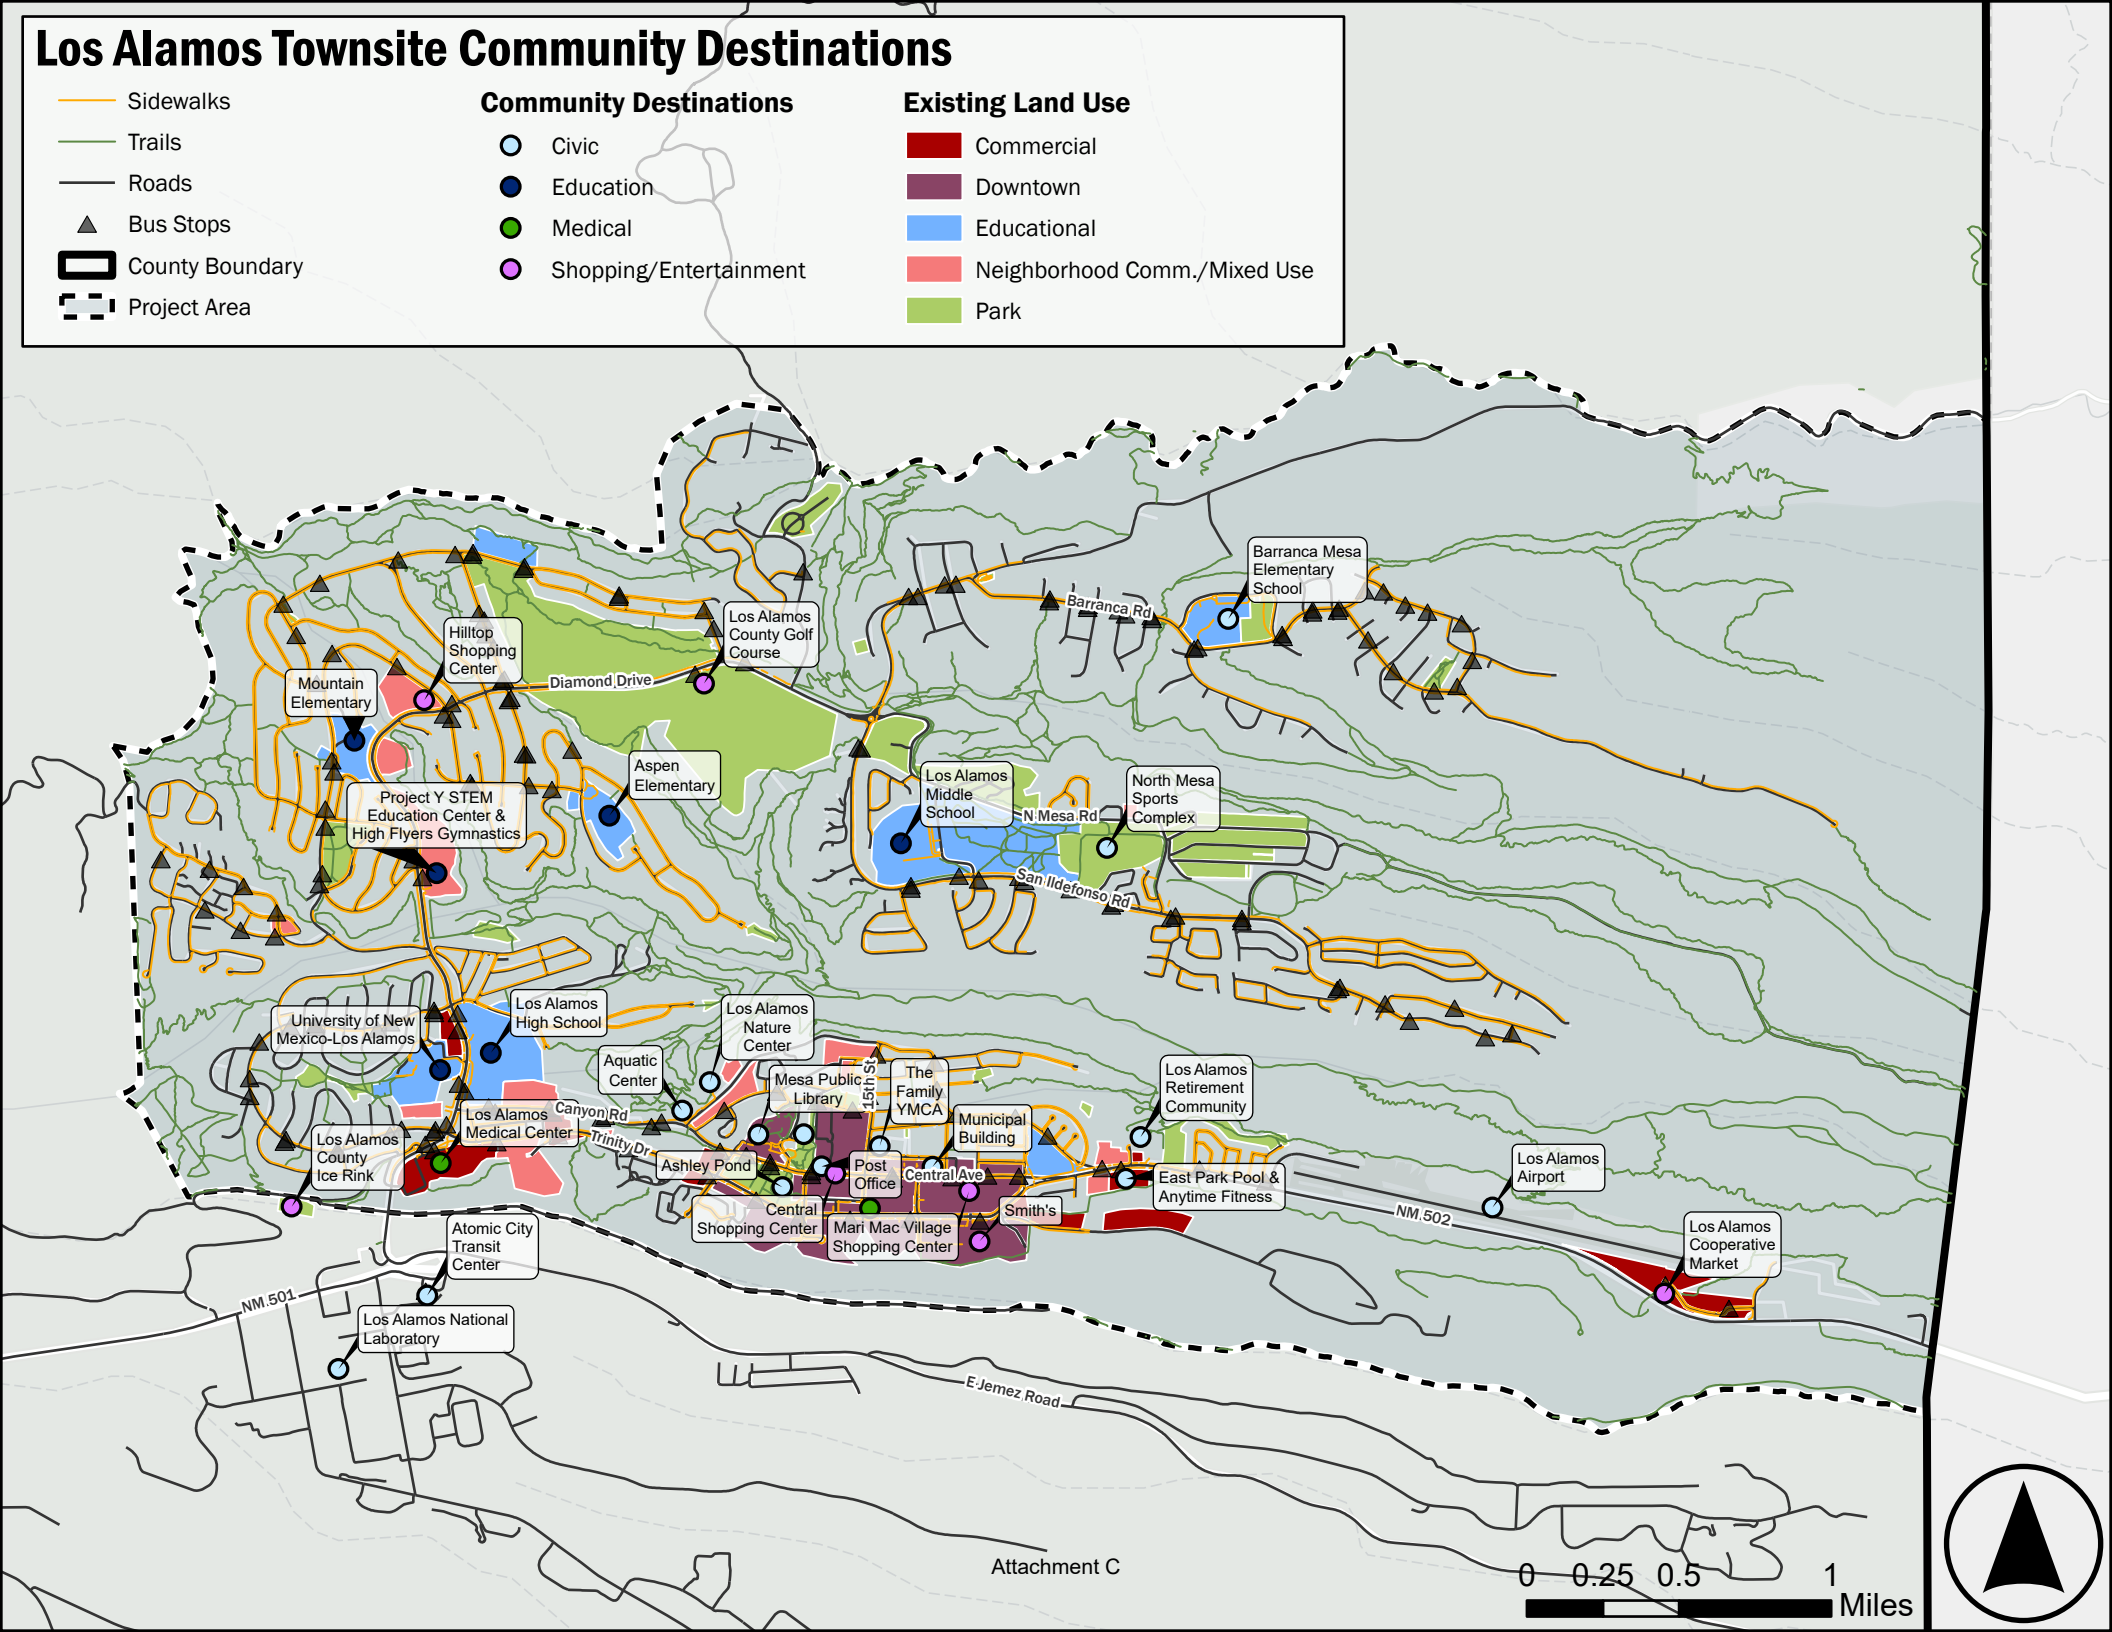 Los Alamos Townsite Community Destinations
Sidewalks
Trails
Roads
Bus Stops
County Boundary
Project Area
Community Destinations
Civic
Education
Medical
Shopping/Entertainment
Existing Land Use
Commercial
Downtown
Educational
Neighborhood Comm./Mixed Use
Park
Barranca Mesa
Elementary
School
Barranca Rd
Los Alamos
County Golf
Course
Hilltop
Shopping
Center
Diamond Drive
Mountain
Elementary
Aspen
Elementary
Los Alamos
Middle
School
North Mesa
Sports
Complex
N Mesa Rd
Project Y STEM
Education Center &
High Flyers Gymnastics
San Ildefonso Rd
Los Alamos
High School
University of New
Mexico-Los Alamos
Los Alamos
Nature
Center
Aquatic
Center
Mesa Public
Library
15th St
The
Family
YMCA
Los Alamos
Retirement
Community
Canyon Rd
Los Alamos
Medical Center
Municipal
Building
Trinity Dr
Los Alamos
County
Ice Rink
Ashley Pond
Post
Office
Central Ave
East Park Pool &
Anytime Fitness
Los Alamos
Airport
Central
Shopping Center
Mari Mac Village
Shopping Center
Smith's
NM 502
Los Alamos
Cooperative
Market
Atomic City
Transit
Center
NM 501
Los Alamos National
Laboratory
E Jemez Road
Attachment C
0 0.25 0.5 1
Miles